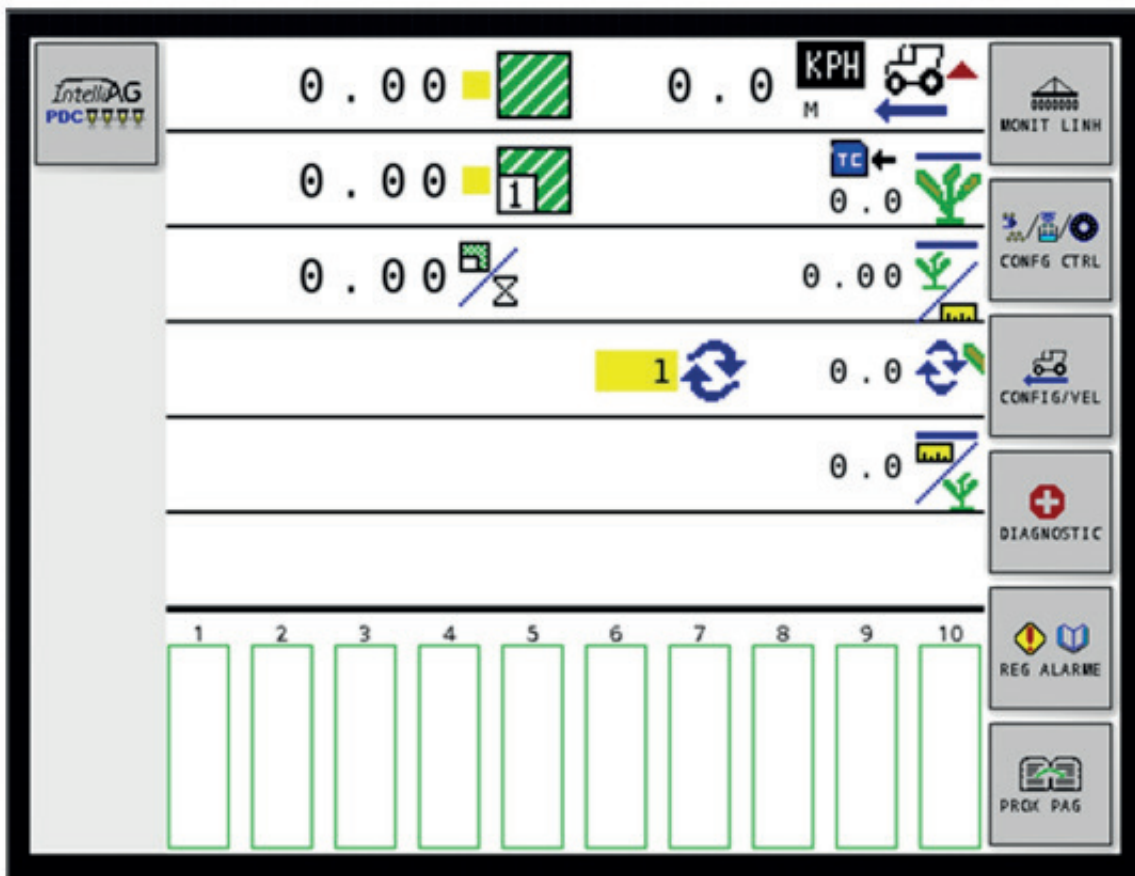 IntelliAG
PDC
0.00
0.0
KPH
M
0.00
1
TC
0.0
0.00
0.00
1
0.0
0.0
1 2 3 4 5 6 7 8 9 10
MONIT LINH
CONFG CTRL
CONFIG/VEL
DIAGNOSTIC
REG ALARME
PROX PAG